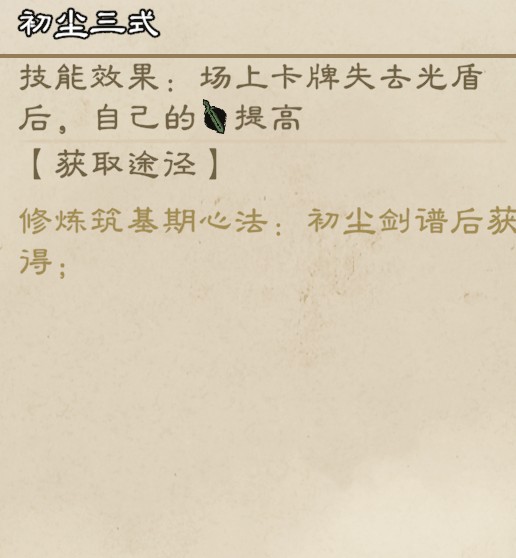 初尘三式
技能效果：场上卡牌失去光盾
后，自己的提高
【获取途径】
修炼筑基期心法：初尘剑谱后获
得；